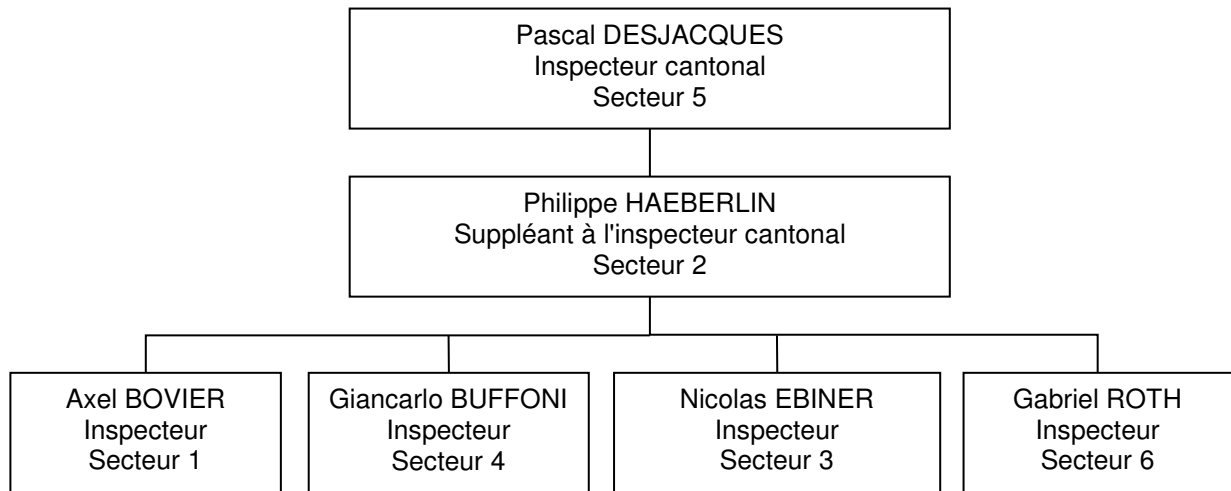 Pascal DESJACQUES
Inspecteur cantonal
Secteur 5
Philippe HAEBERLIN
Suppléant à l'inspecteur cantonal
Secteur 2
Axel BOVIER
Inspecteur
Secteur 1
Giancarlo BUFFONI
Inspecteur
Secteur 4
Nicolas EBINER
Inspecteur
Secteur 3
Gabriel ROTH
Inspecteur
Secteur 6